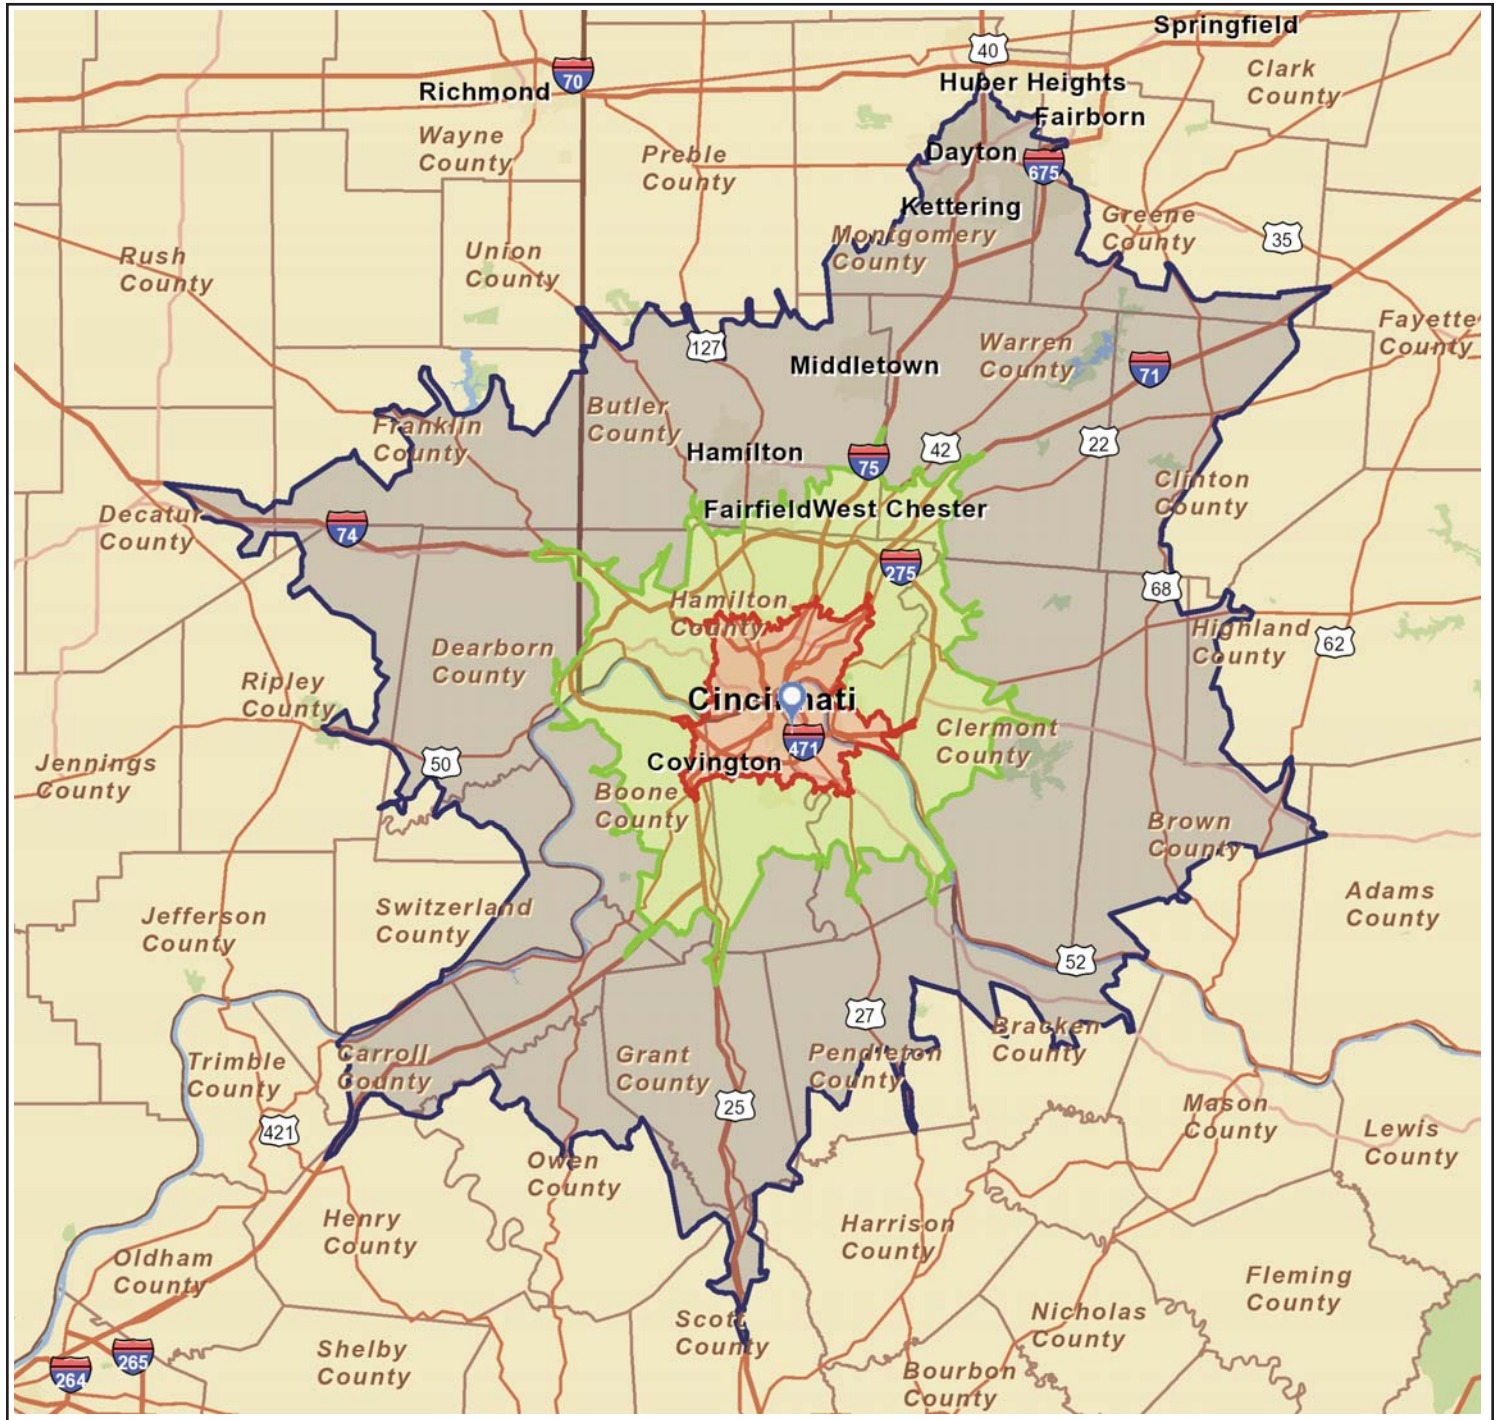 Springfield
40
Clark
County
Huber Heights
Richmond
70
Fairborn
Wayne
County
Preble
County
Dayton
675
Kettering
Greene
County
35
Montgomery
County
Rush
County
Union
County
127
Fayette
County
Warren
County
Middletown
71
Butler
County
Franklin
County
Hamilton
75
42
22
Clinton
County
Fairfield
West Chester
Decatur
County
74
275
68
Hamilton
County
Highland
County
62
Dearborn
County
Ripley
County
Cincinnati
471
Clermont
County
Covington
50
Jennings
County
Boone
County
Brown
County
Adams
County
Jefferson
County
Switzerland
County
52
27
Bracken
County
Trimble
County
Carroll
County
Grant
County
Pendleton
County
25
Mason
County
421
Lewis
County
Owen
County
Henry
County
Harrison
County
Oldham
County
Fleming
County
Nicholas
County
Scott
County
Shelby
County
265
264
Bourbon
County